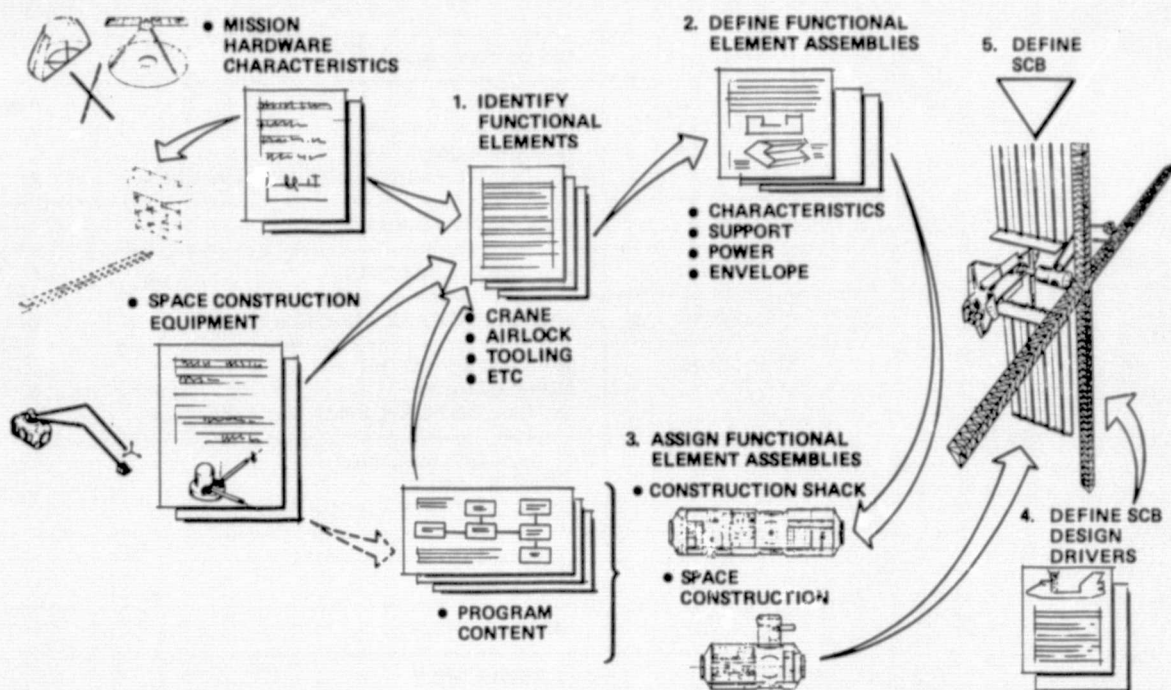 • MISSION
HARDWARE
CHARACTERISTICS
1. IDENTIFY
FUNCTIONAL
ELEMENTS
2. DEFINE FUNCTIONAL
ELEMENT ASSEMBLIES
5. DEFINE
SCB
• CHARACTERISTICS
• SUPPORT
• POWER
• ENVELOPE
• SPACE CONSTRUCTION
EQUIPMENT
• CRANE
• AIRLOCK
• TOOLING
• ETC
3. ASSIGN FUNCTIONAL
ELEMENT ASSEMBLIES
• CONSTRUCTION SHACK
• SPACE
CONSTRUCTION
4. DEFINE SCB
DESIGN
DRIVERS
• PROGRAM
CONTENT